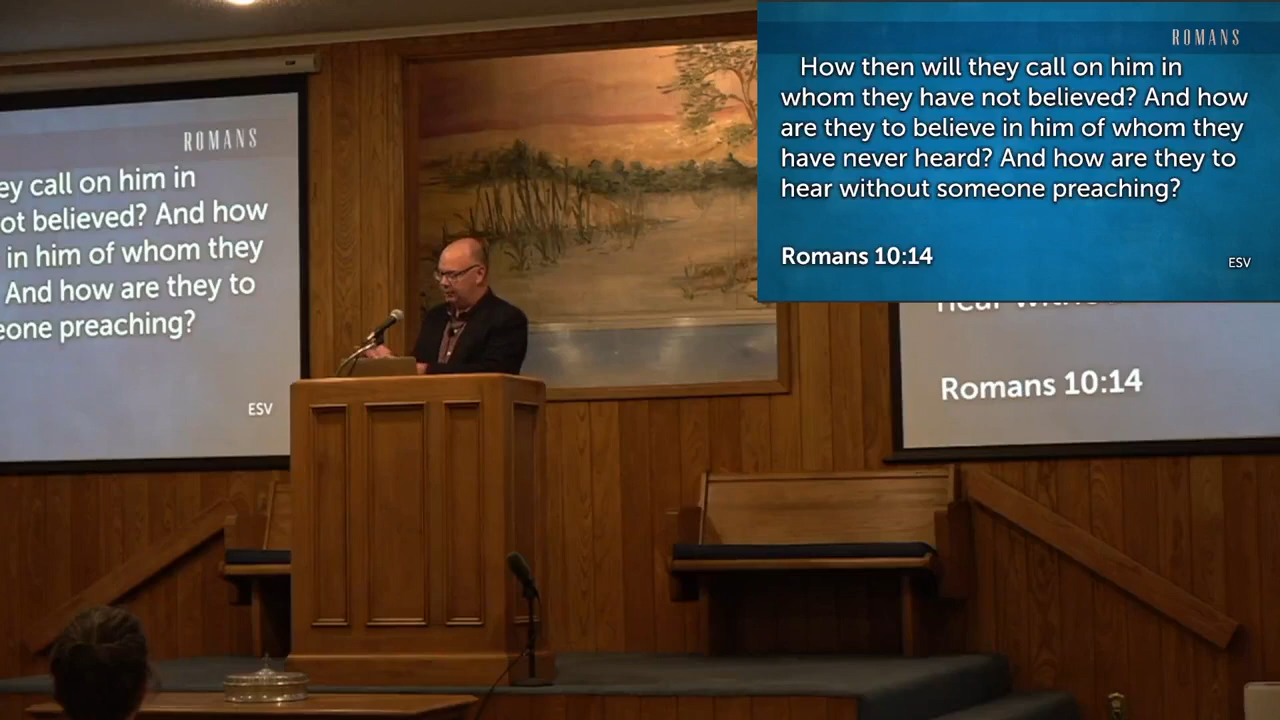 ROMANS
ey call on him in
ot believed? And how
in him of whom they
And how are they to
eone preaching?
ESV
ROMANS
How then will they call on him in
whom they have not believed? And how
are they to believe in him of whom they
have never heard? And how are they to
hear without someone preaching?
Romans 10:14
ESV
hear
Romans 10:14